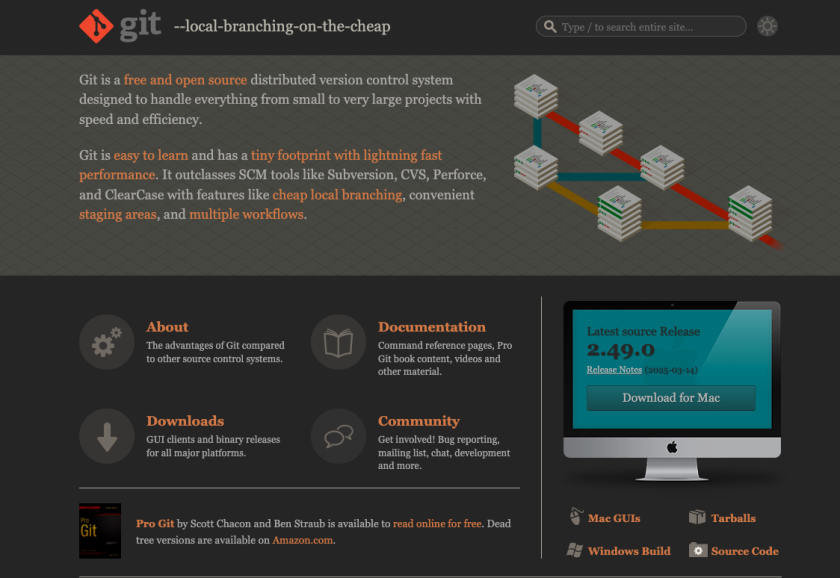 git --local-branching-on-the-cheap
Type / to search entire site...
Git is a free and open source distributed version control system
designed to handle everything from small to very large projects with
speed and efficiency.
Git is easy to learn and has a tiny footprint with lightning fast
performance. It outclasses SCM tools like Subversion, CVS, Perforce,
and ClearCase with features like cheap local branching, convenient
staging areas, and multiple workflows.
About
The advantages of Git compared
to other source control systems.
Documentation
Command reference pages, Pro
Git book content, videos and
other material.
Downloads
GUI clients and binary releases
for all major platforms.
Community
Get involved! Bug reporting,
mailing list, chat, development
and more.
Pro
Git
Pro Git by Scott Chacon and Ben Straub is available to read online for free. Dead
tree versions are available on Amazon.com.
Latest source Release
2.49.0
Release Notes (2025-03-14)
Download for Mac
Mac GUIs
Tarballs
Windows Build
Source Code